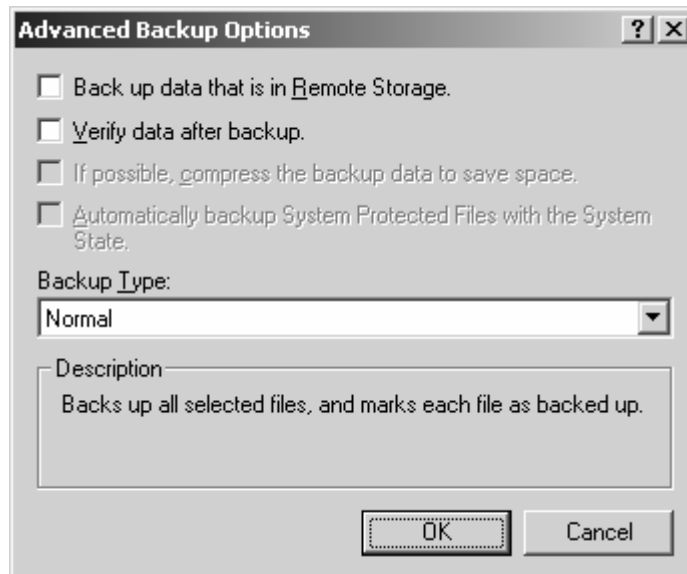 Advanced Backup Options
Back up data that is in Remote Storage.
Verify data after backup.
If possible, compress the backup data to save space.
Automatically backup System Protected Files with the System
State.
Backup Type:
Normal
Description
Backs up all selected files, and marks each file as backed up.
OK Cancel